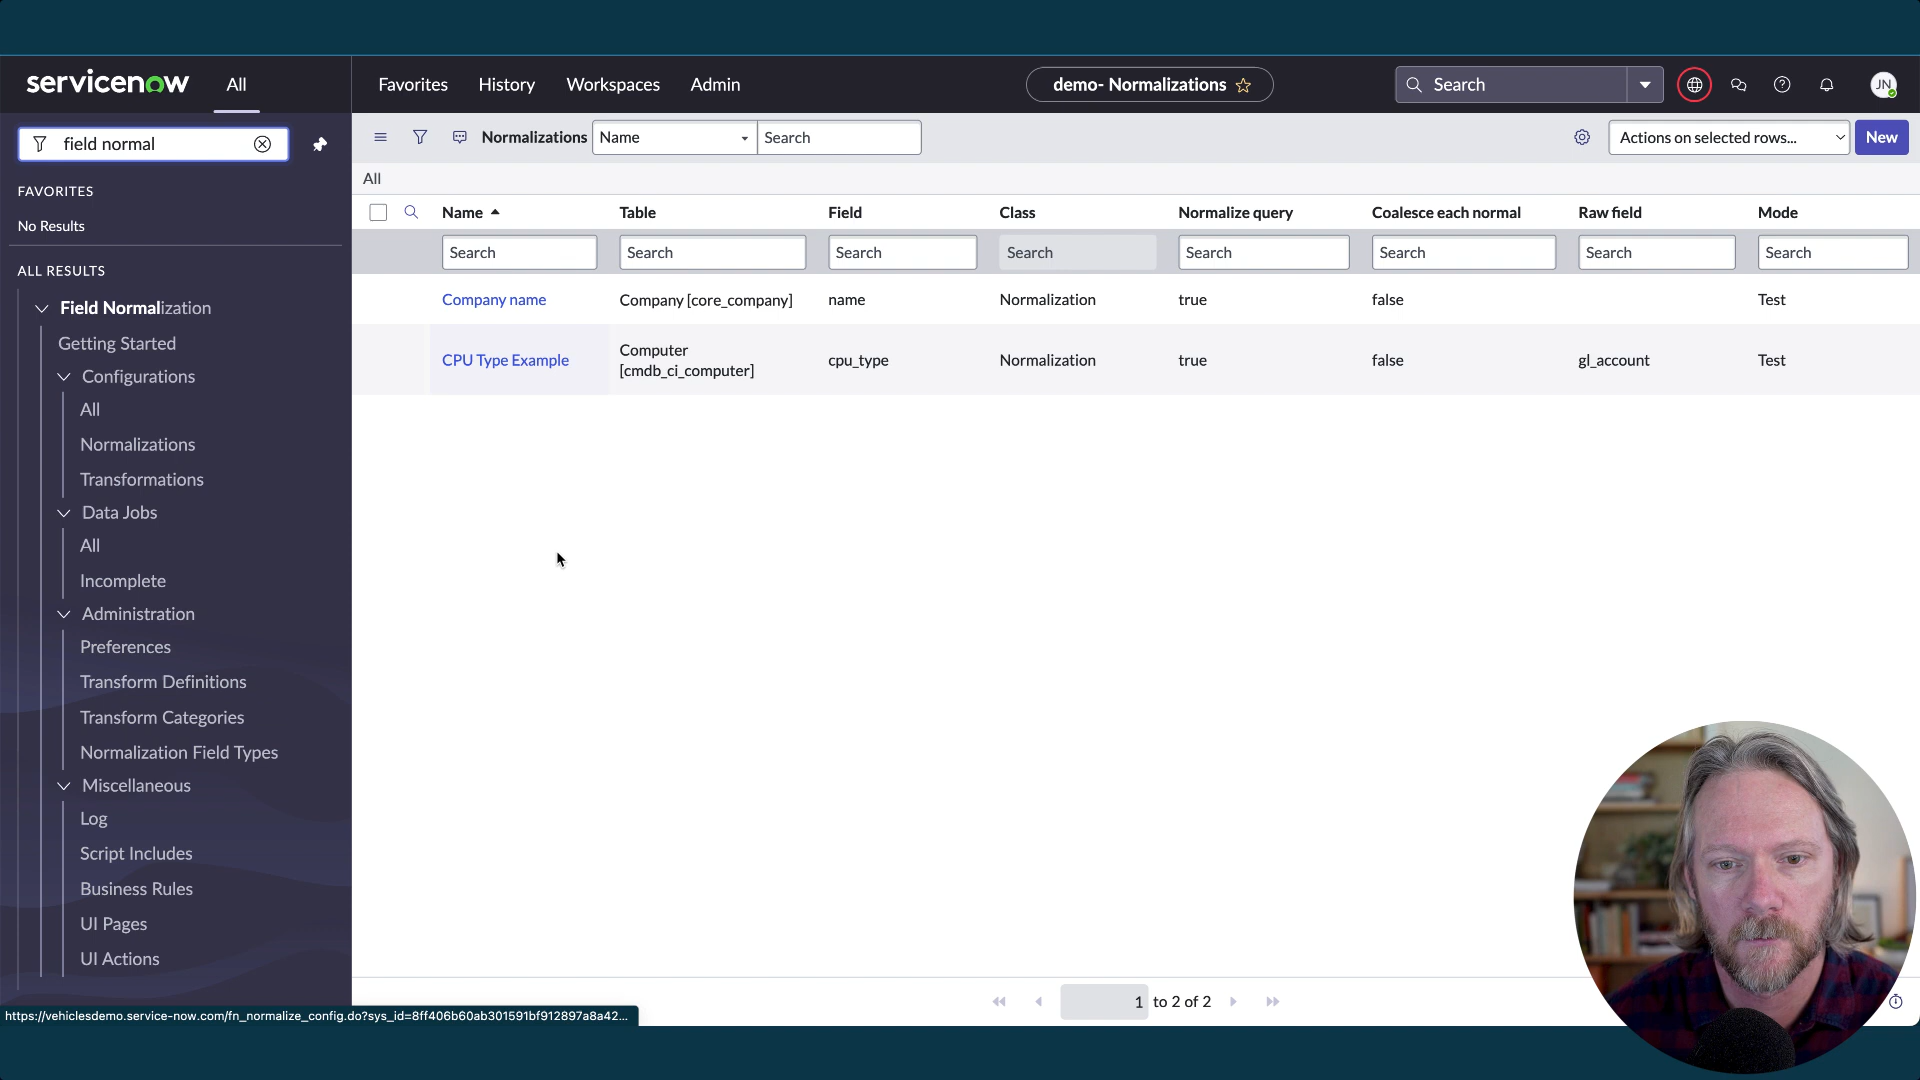 servicenow
All
Favorites
History
Workspaces
Admin
demo- Normalizations
Search
JN
field normal
FAVORITES
No Results
ALL RESULTS
Field Normalization
Getting Started
Configurations
All
Normalizations
Transformations
Data Jobs
All
Incomplete
Administration
Preferences
Transform Definitions
Transform Categories
Normalization Field Types
Miscellaneous
Log
Script Includes
Business Rules
UI Pages
UI Actions
https://vehiclesdemo.service-now.com/fn_normalize_config.do?sys_id=8ff406b60ab301591bf912897a8a42...
Normalizations
Name
Search
Actions on selected rows...
New
All
Name Table Field Class Normalize query Coalesce each normal Raw field Mode
Search Search Search Search Search Search Search Search
Company name Company [core_company] name Normalization true false Test
CPU Type Example Computer [cmdb_ci_computer] cpu_type Normalization true false gl_account Test
1 to 2 of 2